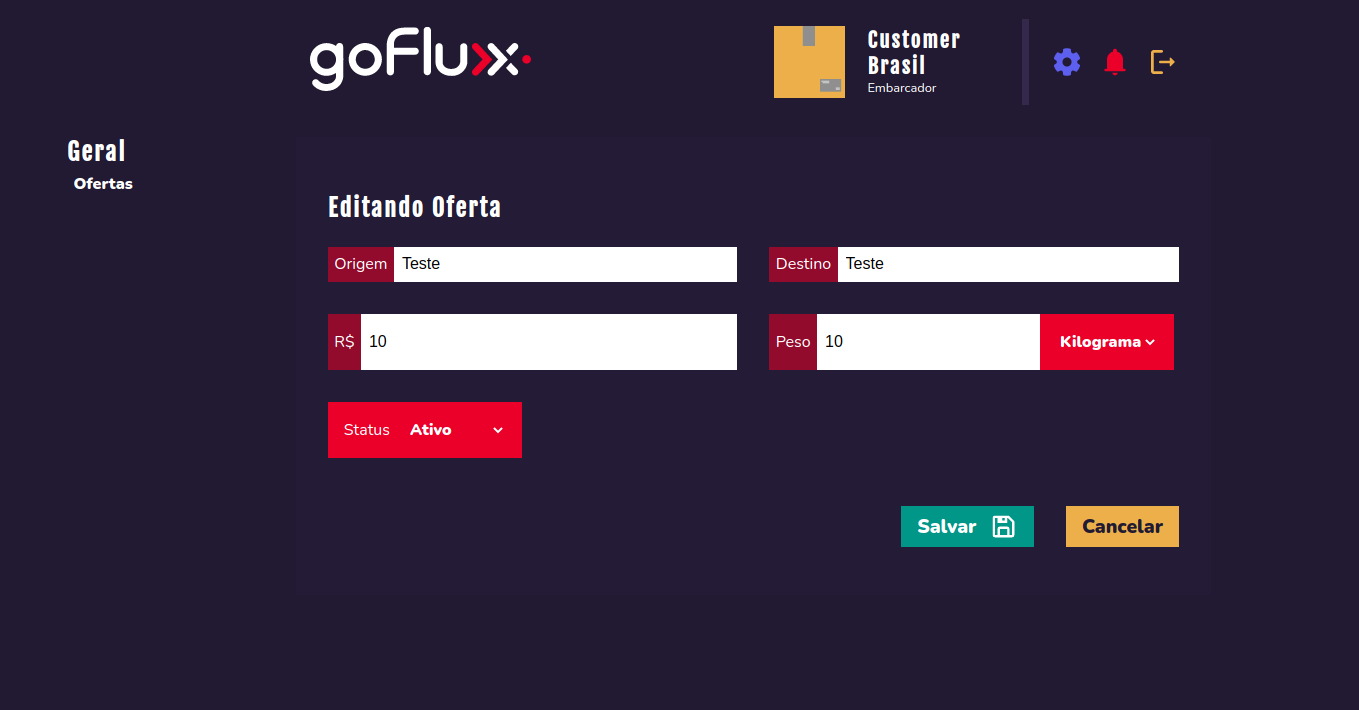 goFlux
Customer
Brasil
Embarcador
Geral
Ofertas
Editando Oferta
Origem Teste
Destino Teste
R$ 10
Peso 10 Kilograma
Status Ativo
Salvar
Cancelar